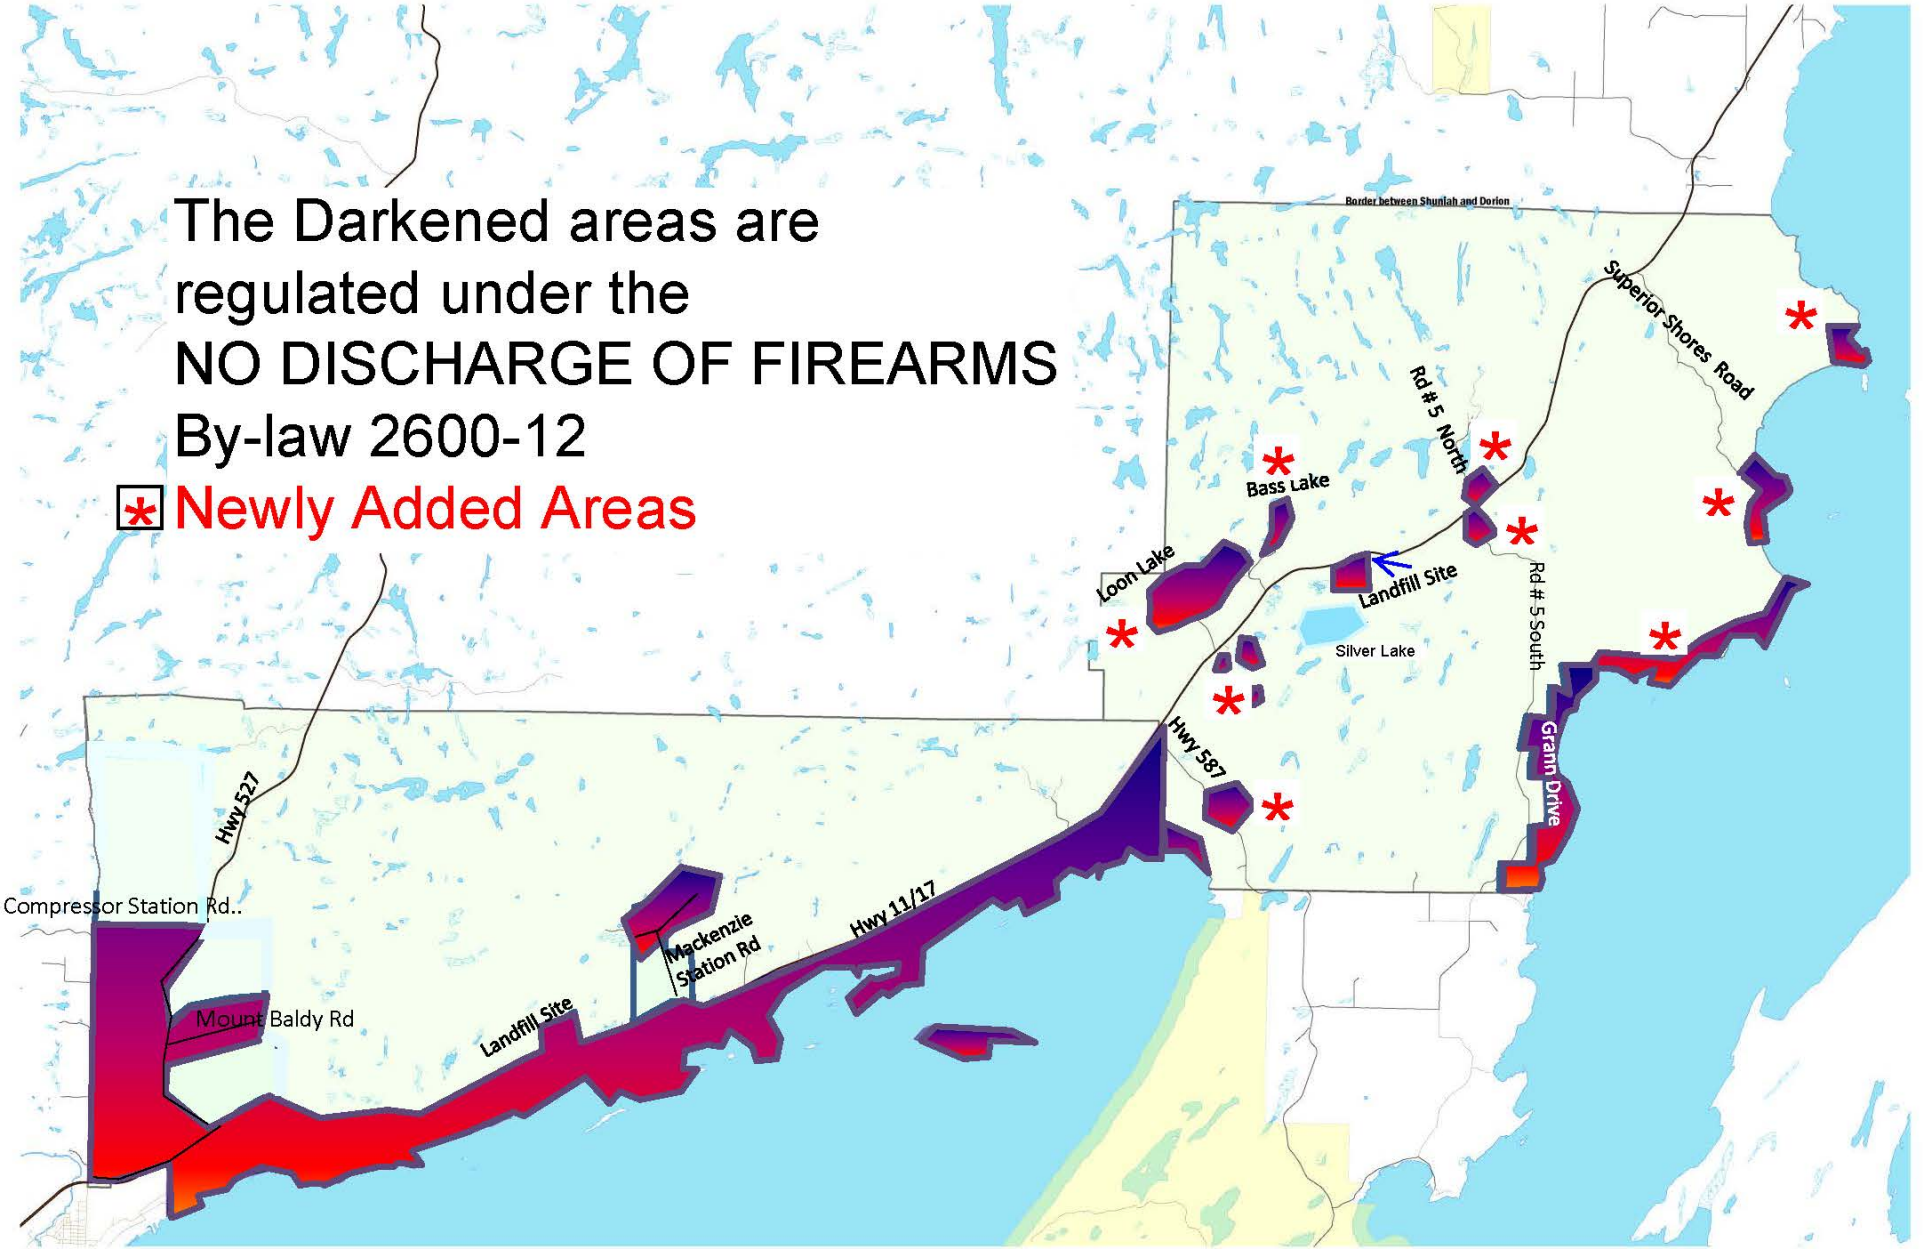 The Darkened areas are
regulated under the
NO DISCHARGE OF FIREARMS
By-law 2600-12
* Newly Added Areas
Border between Shuniah and Dorion
Superior Shores Road
*
Rd # 5 North
*
*
Bass Lake
*
*
Loon Lake
Landfill Site
*
Rd # 5 South
*
Silver Lake
*
Hwy 587
Grann Drive
Hwy 527
*
Hwy 11/17
Compressor Station Rd..
Mackenzie
Station Rd
Landfill Site
Mount Baldy Rd